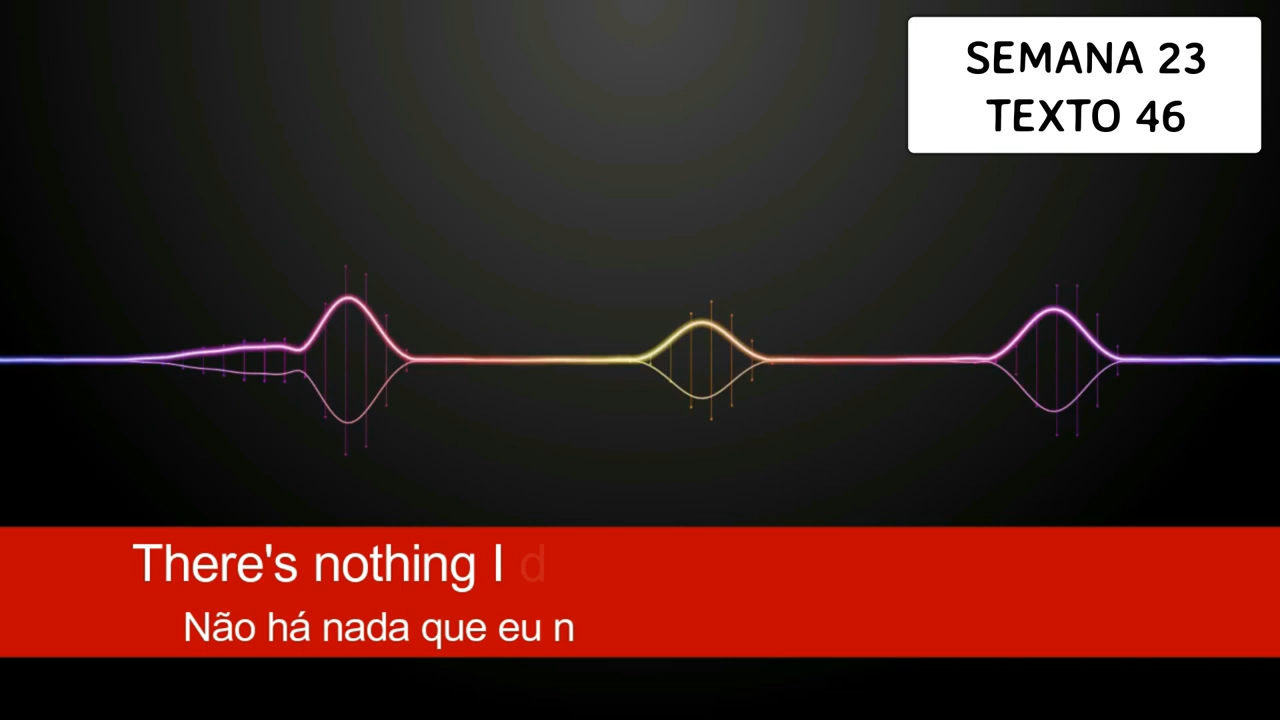 SEMANA 23
TEXTO 46
There's nothing I d
Não há nada que eu n